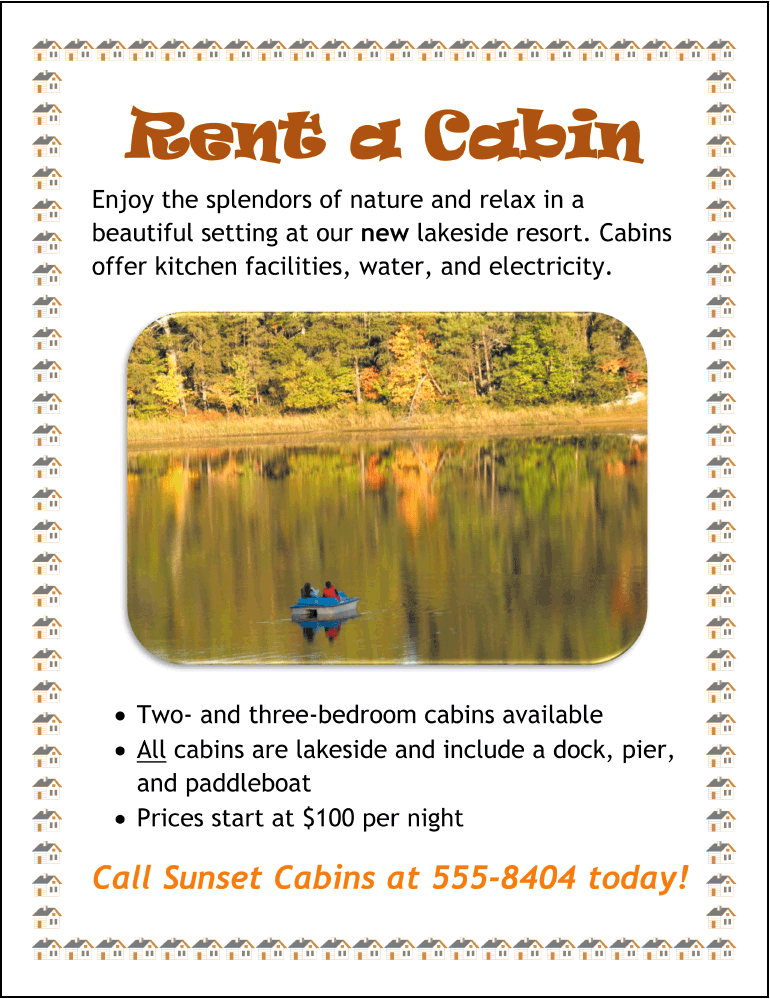 Rent a Cabin
Enjoy the splendors of nature and relax in a
beautiful setting at our new lakeside resort. Cabins
offer kitchen facilities, water, and electricity.
• Two- and three-bedroom cabins available
• All cabins are lakeside and include a dock, pier,
and paddleboat
• Prices start at $100 per night
Call Sunset Cabins at 555-8404 today!